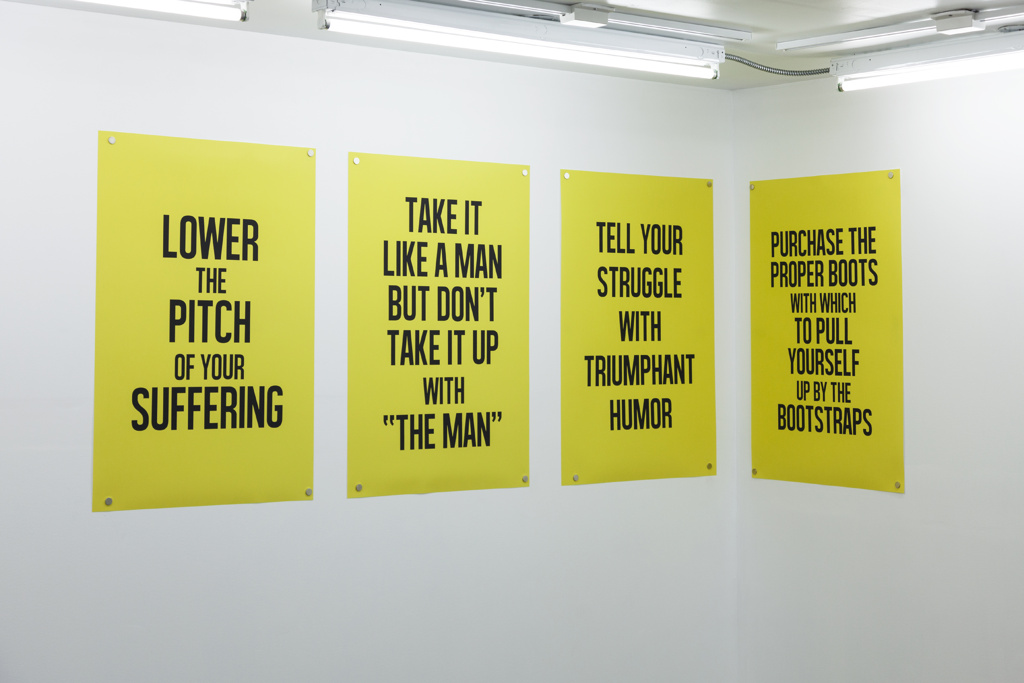 LOWER
THE
PITCH
OF YOUR
SUFFERING
TAKE IT
LIKE A MAN
BUT DON'T
TAKE IT UP
WITH
“THE MAN”
TELL YOUR
STRUGGLE
WITH
TRIUMPHANT
HUMOR
PURCHASE THE
PROPER BOOTS
WITH WHICH
TO PULL
YOURSELF
UP BY THE
BOOTSTRAPS